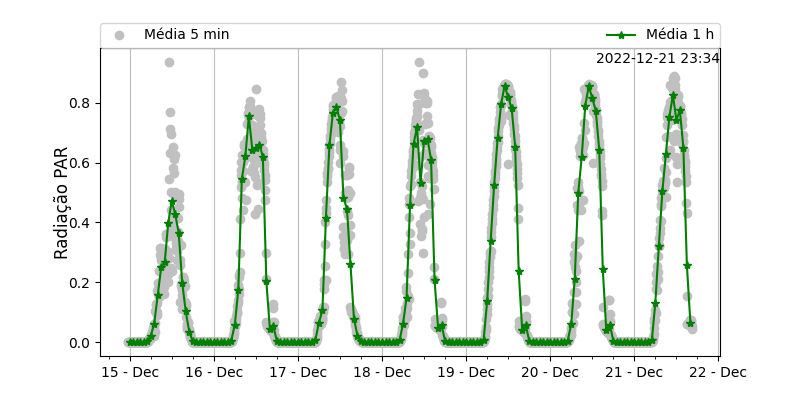 Média 5 min Média 1 h
2022-12-21 23:34
Radiação PAR
0.8
0.6
0.4
0.2
0.0
15 - Dec 16 - Dec 17 - Dec 18 - Dec 19 - Dec 20 - Dec 21 - Dec 22 - Dec